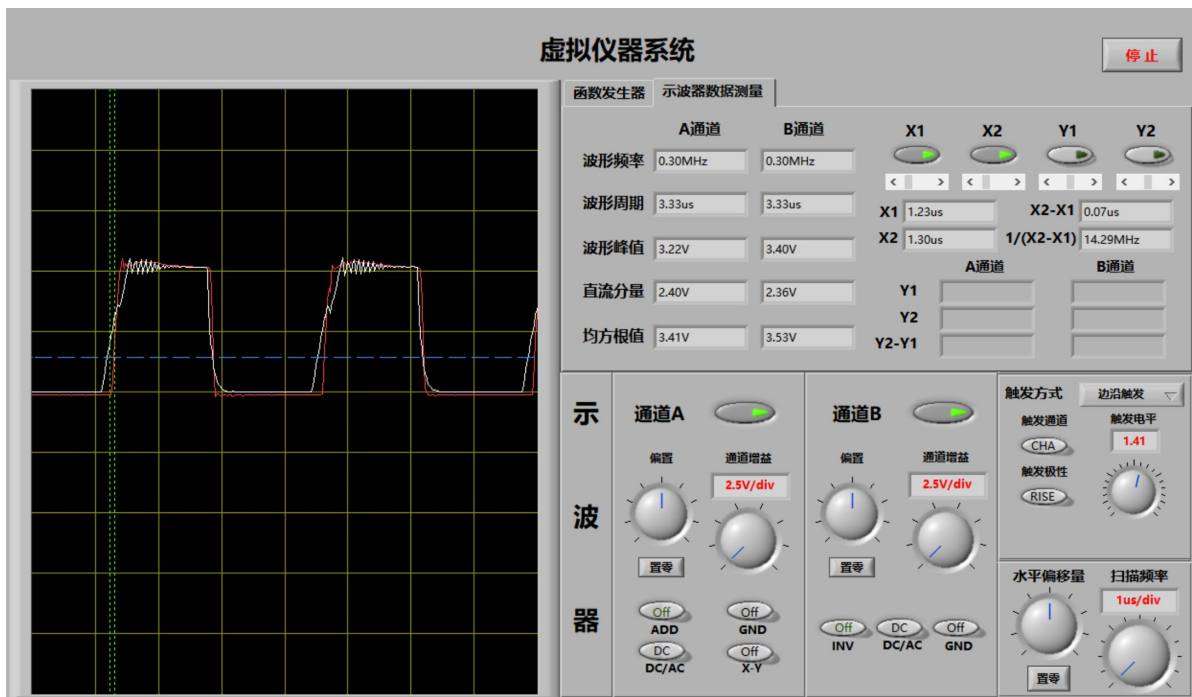 虚拟仪器系统
停止
函数发生器 示波器数据测量
A通道 B通道 X1 X2 Y1 Y2
波形频率 0.30MHz 0.30MHz
波形周期 3.33us 3.33us X1 1.23us X2-X1 0.07us
波形峰值 3.22V 3.40V X2 1.30us 1/(X2-X1) 14.29MHz
A通道 B通道
直流分量 2.40V 2.36V Y1
Y2
均方根值 3.41V 3.53V Y2-Y1
示波器
通道A
偏置 通道增益
2.5V/div
置零
Off Off
ADD GND
DC Off
DC/AC X-Y
通道B
偏置 通道增益
2.5V/div
置零
Off DC Off
INV DC/AC GND
触发方式 边沿触发
触发通道 触发电平
CHA 1.41
触发极性
RISE
水平偏移量 扫描频率
1us/div
置零